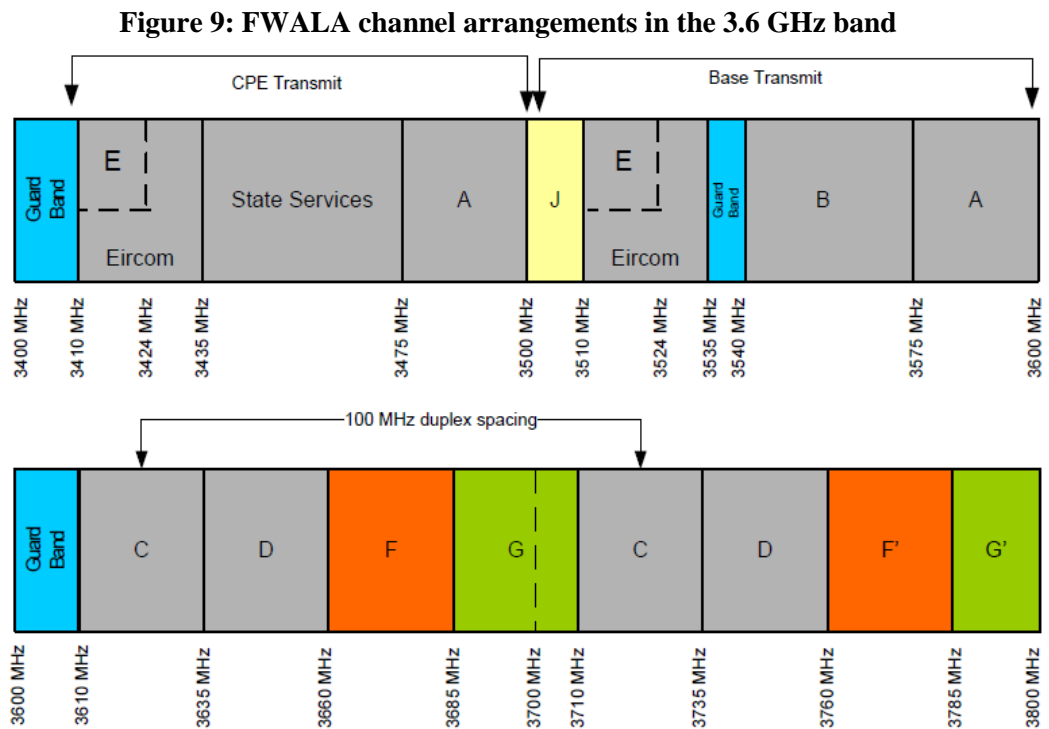 Figure 9: FWALA channel arrangements in the 3.6 GHz band
CPE Transmit
Base Transmit
Guard
Band
E
Eircom
State Services
A
J
E
Eircom
Guard
Band
B
A
3400 MHz
3410 MHz
3424 MHz
3435 MHz
3475 MHz
3500 MHz
3510 MHz
3524 MHz
3535 MHz
3540 MHz
3575 MHz
3600 MHz
100 MHz duplex spacing
Guard
Band
C
D
F
G
C
D
F'
G'
3600 MHz
3610 MHz
3635 MHz
3660 MHz
3685 MHz
3700 MHz
3710 MHz
3735 MHz
3760 MHz
3785 MHz
3800 MHz